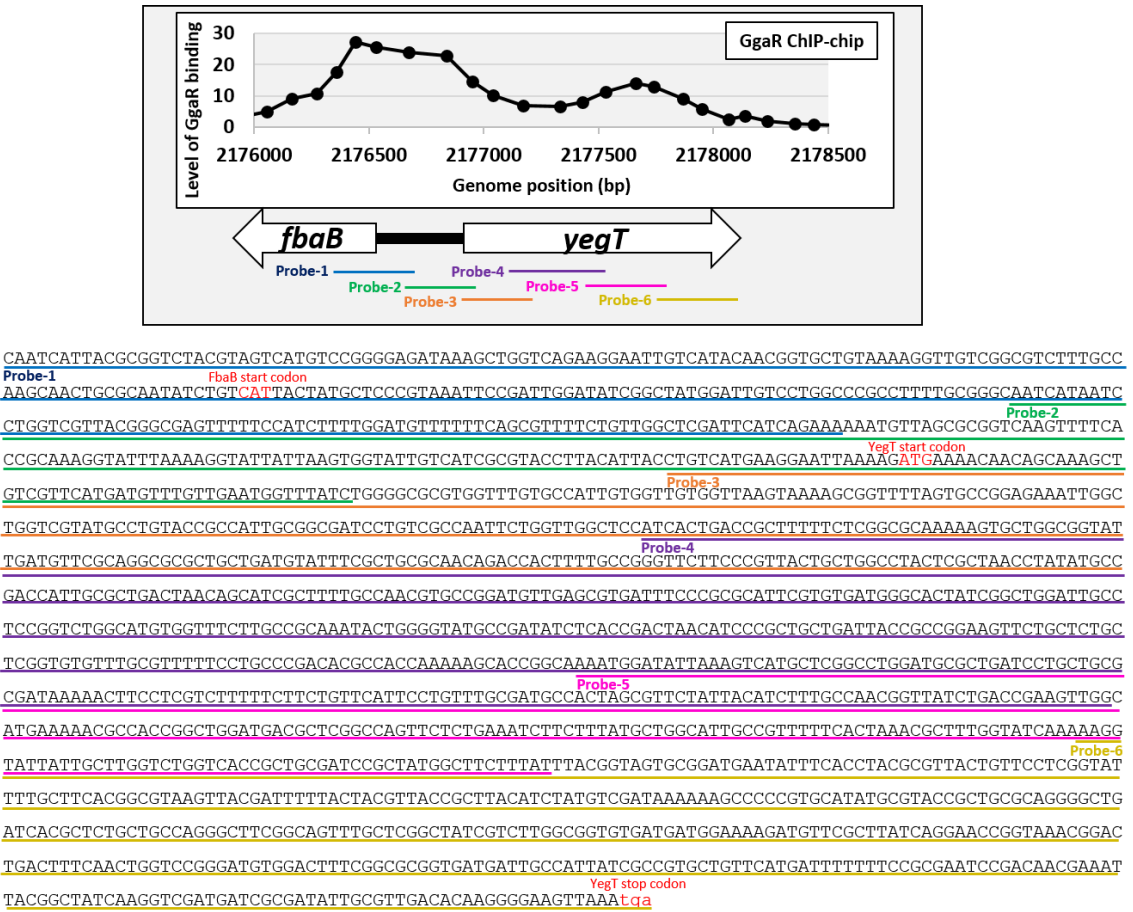 GgaR ChIP-chip
Level of GgaR binding
30
20
10
0
2176000 2176500 2177000 2177500 2178000 2178500
Genome position (bp)
fbaB yegT
Probe-1 Probe-4
Probe-2 Probe-5
Probe-3 Probe-6
CAATCATTACGCGGTCTACGTAGTCATGTCCGGGGAGATAAAGCTGGTCAGAAGGAATTGTCATACAACGGTGCTGTAAAAGGTTGTCGGCGTCTTTGCC
Probe-1 FbaB start codon
AAGCAACTGCGCAATATCTGTCATTACTATGCTCCCGTAAATTCCGATTGGATATCGGCTATGGATTGTCCTGGCCCGCCTTTTGCGGGCAATCATAATC
Probe-2
CTGGTCGTTACGGGCGAGTTTTTCCATCTTTTGGATGTTTTTTCAGCGTTTTCTGTTGGCTCGATTCATCAGAAAAAATGTTAGCGCGGTCAAGTTTTCA
YegT start codon
CCGCAAAGGTATTTAAAACGTATATTAAGTGGTATTGTCATCGCGTACCTTACATTACCTGTCATGAAGGAATTAAAAGATGAAAACAACAGCAAAGCT
Probe-3
GTCGTTCATGATGTTTGTTGAATGGTTTATCTGGGGCGCGTGGTTTGTGCCATTGTGGTTGTGGTTAAGTAAAAGCGGTTTTAGTGCCGGAGAAATTGGC
TGGTCGTATGCCTGTACCGCCATTGCGGCGATCCTGTCGCCAATTCTGGTTGGCTCCATCACTGACCGCTTTTTCTCGGCGCAAAAAGTGCTGGCGGTAT
Probe-4
TGATGTTCGCAGGCGCGCTGCTGATGTATTTCGCTGCGCAACAGACCACTTTTGCCGGGTTCTTCCCGTTACTGCTGGCCTACTCGCTAACCTATATGCC
GACCATTGCGCTGACTAACAGCATCGCTTTTGCCAACGTGCCGGATGTTGAGCGTGATTTCCCGCGCATTCGTGTGATGGGCACTATCGGCTGGATTGCC
TCCGGTCTGGCATGTGGTTTCTTGCCGCAAATACTGGGGTATGCCGATATCTCACCGACTAACATCCCGCTGCTGATTACCGCCGGAAGTTCTGCTCTGC
TCGGTGTGTTTGCGTTTTTCCTGCCCGACACGCCACCAAAAAGCACCGGCAAAATGGATATTAAAGTCATGCTCGGCCTGGATGCGCTGATCCTGCTGCG
Probe-5
CGATAAAAACTTCCTCGTCTTTTTCTTCTGTTCATTCCTGTTTGCGATGCCACTAGCGTTCTATTACATCTTTGCCAACGGTTATCTGACCGAAGTTGGC
ATGAAAAACGCCACCGGCTGGATGACGCTCGGCCAGTTCTCTGAAATCTTCTTTATGCTGGCATTGCCGTTTTTCACTAAACGCTTTGGTATCAAAAAGG
Probe-6
TATTATTGCTTGGTCTGGTCACCGCTGCGATCCGCTATGGCTTCTTTATTTACGGTAGTGCGGATGAATATTTCACCTACGCGTTACTGTTCCTCGGTAT
TTTGCTTCACGGCGTAAGTTACGATTTTTACTACGTTACCGCTTACATCTATGTCGATAAAAAAGCCCCCGTGCATATGCGTACCGCTGCGCAGGGGCTG
ATCACGCTCTGCTGCCAGGGCTTCGGCAGTTTGCTCGGCTATCGTCTTGGCGGTGTGATGATGGAAAAGATGTTCGCTTATCAGGAACCGGTAAACGGAC
TGACTTTCAACTGGTCCGGGATGTGGACTTTCGGCGCGGTGATGATTGCCATTATCGCCGTGCTGTTCATGATTTTTTTCCGCGAATCCGACAACGAAAT
YegT stop codon
TACGGCTATCAAGGTCGATGATCGCGATATTGCGTTGACACAAGGGGAAGTTAAAtga